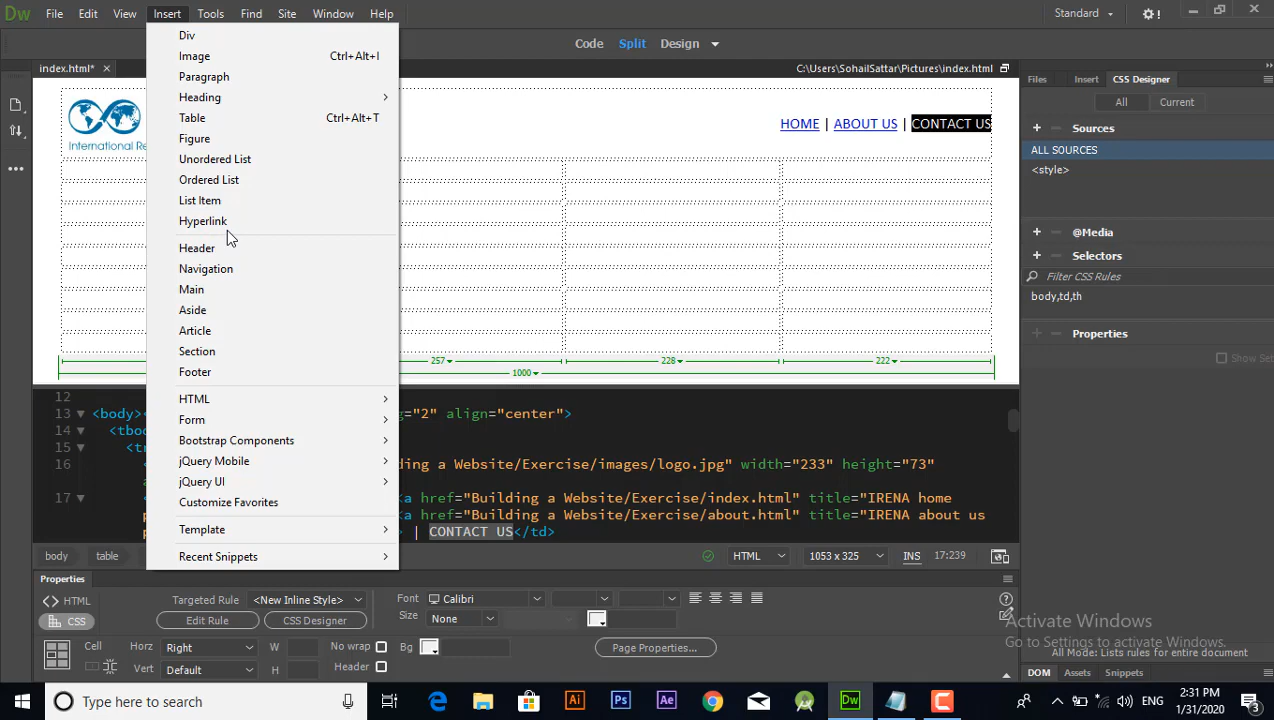 Dw File Edit View Insert Tools Find Site Window Help Standard
Code Split Design
index.html* C:\Users\SohailSattar\Pictures\index.html
Div
Image Ctrl+Alt+I
Paragraph
Heading
Table Ctrl+Alt+T
Figure
Unordered List
Ordered List
List Item
Hyperlink
Header
Navigation
Main
Aside
Article
Section
Footer
HTML
Form
Bootstrap Components
jQuery Mobile
jQuery UI
Customize Favorites
Template
Recent Snippets
International Re
HOME | ABOUT US | CONTACT US
257 228 222
1000
Files Insert CSS Designer
All Current
Sources
ALL SOURCES
<style>
@Media
Selectors
Filter CSS Rules
body,td,th
Properties
Show Set
12
13 <body>< g="2" align="center">
14 <tbo
15 <t
16 < ding a Website/Exercise/images/logo.jpg" width="233" height="73"
17 < <a href="Building a Website/Exercise/index.html" title="IRENA home
p <a href="Building a Website/Exercise/about.html" title="IRENA about us
p > | CONTACT US</td>
body table HTML 1053 x 325 INS 17:239
Properties
HTML Targeted Rule <New Inline Style> Font Calibri
CSS Edit Rule CSS Designer Size None
Cell Horz Right W No wrap Bg Page Properties...
Vert Default H Header
Activate Windows
Go to Settings to activate Windows.
All Mode: Lists rules for entire document
DOM Assets Snippets
Type here to search
Ai Ps Ae Dw
ENG 2:31 PM
1/31/2020
3